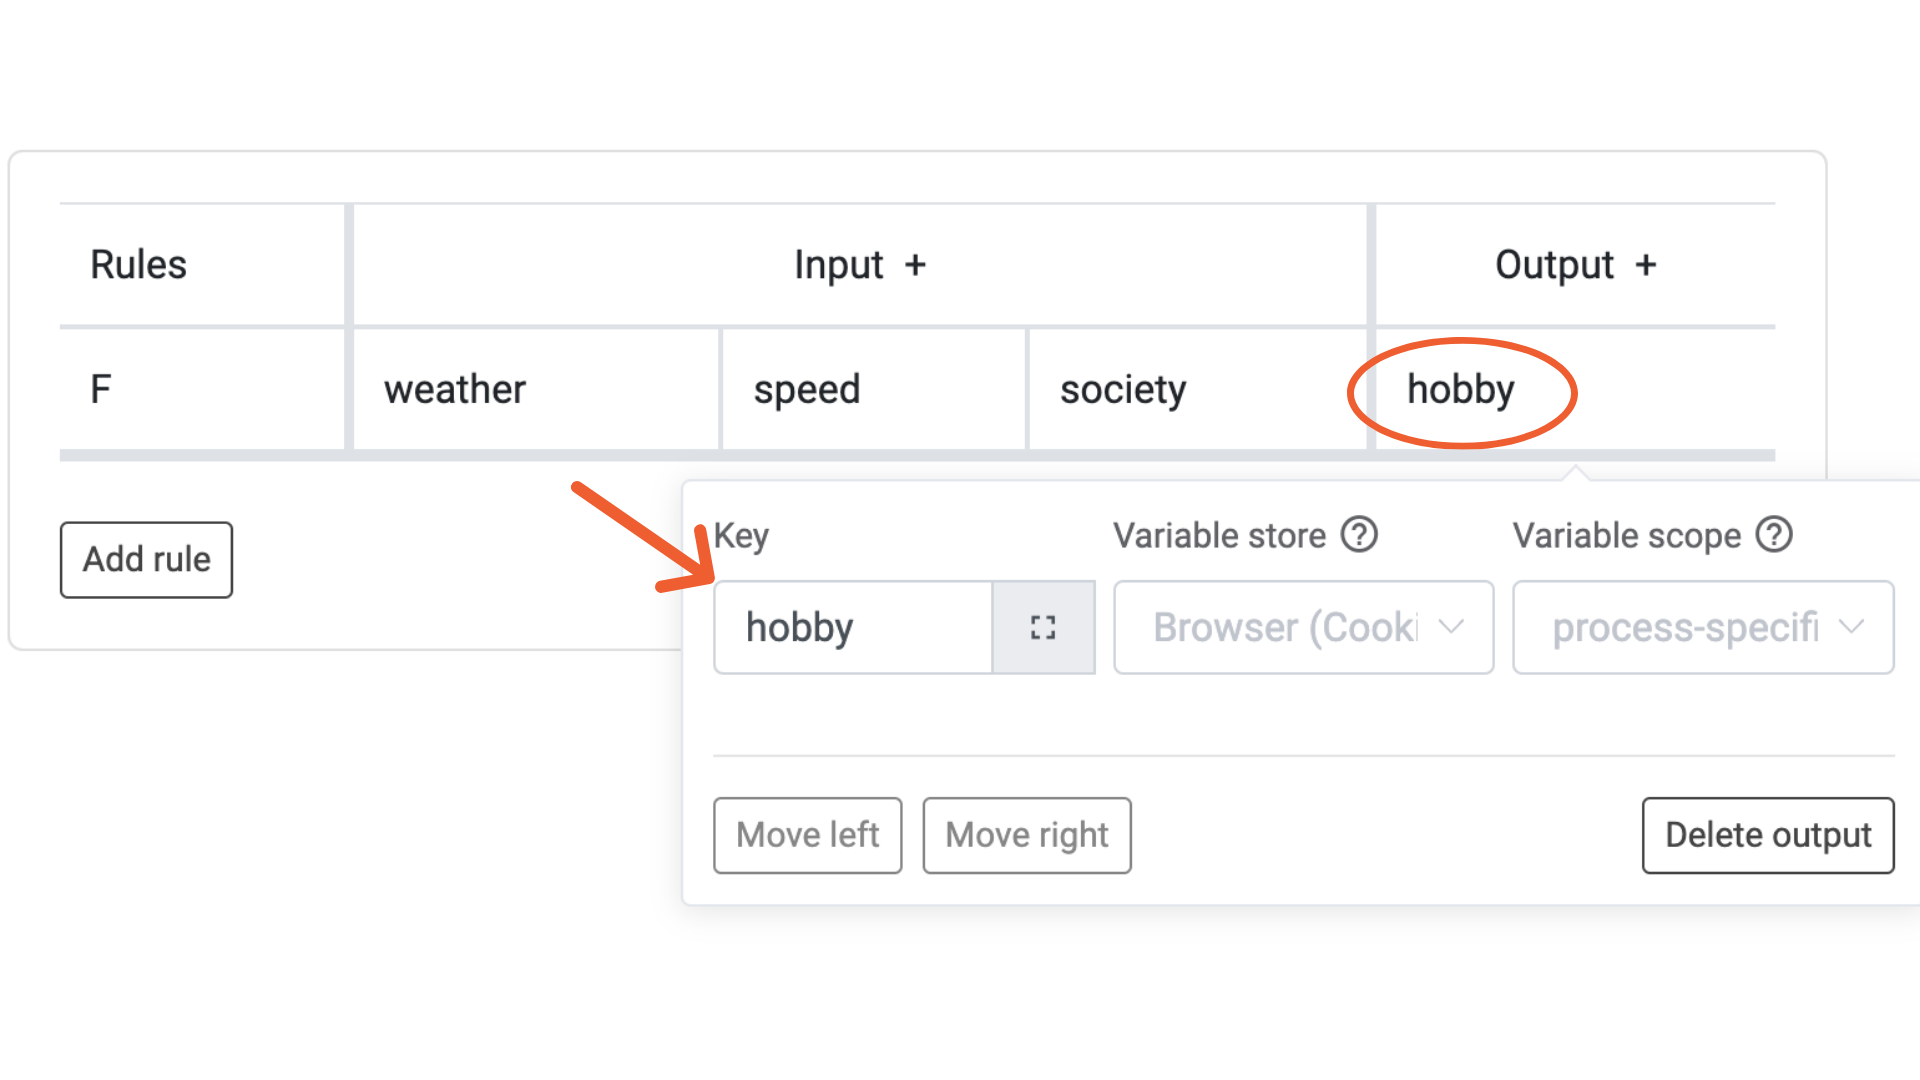 Rules Input + Output +
F weather speed society hobby
Add rule
Key Variable store ? Variable scope ?
hobby Browser (Cooki process-specifi
Move left Move right Delete output